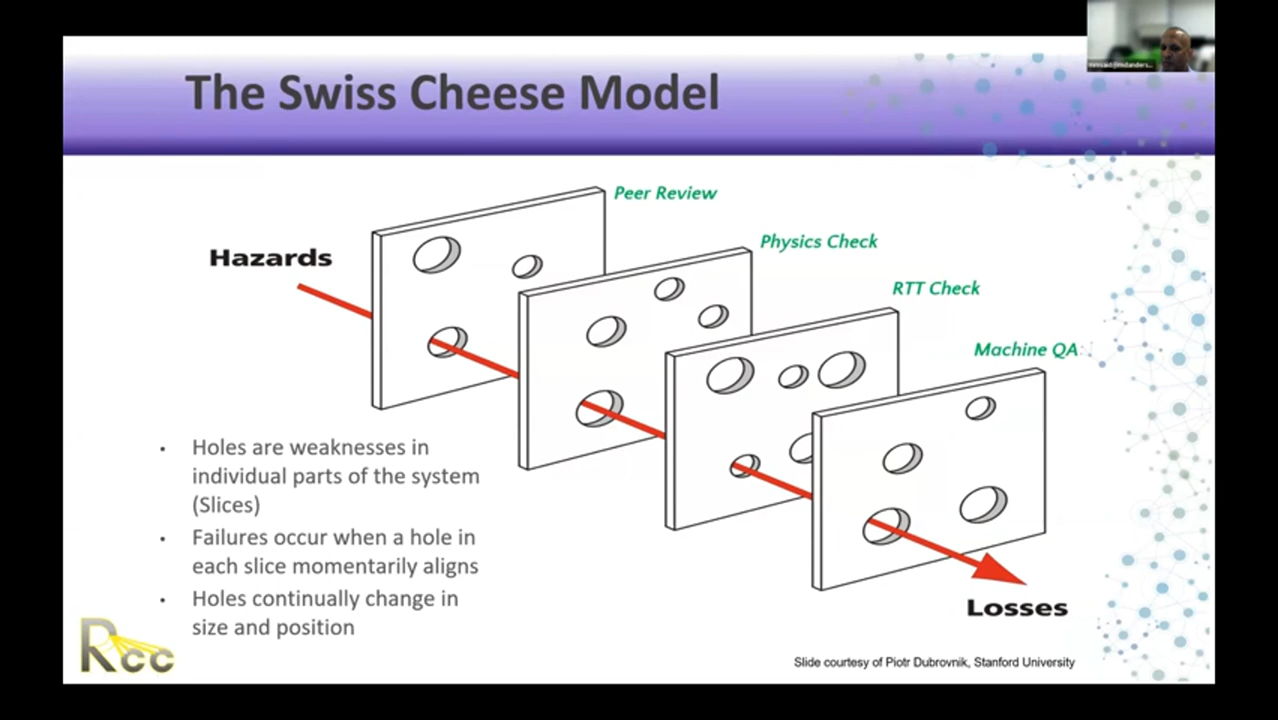 The Swiss Cheese Model
Peer Review
Physics Check
Hazards
RTT Check
Machine QA
• Holes are weaknesses in
individual parts of the system
(Slices)
• Failures occur when a hole in
each slice momentarily aligns
• Holes continually change in
size and position
Losses
Rcc
Slide courtesy of Piotr Dubrovnik, Stanford University